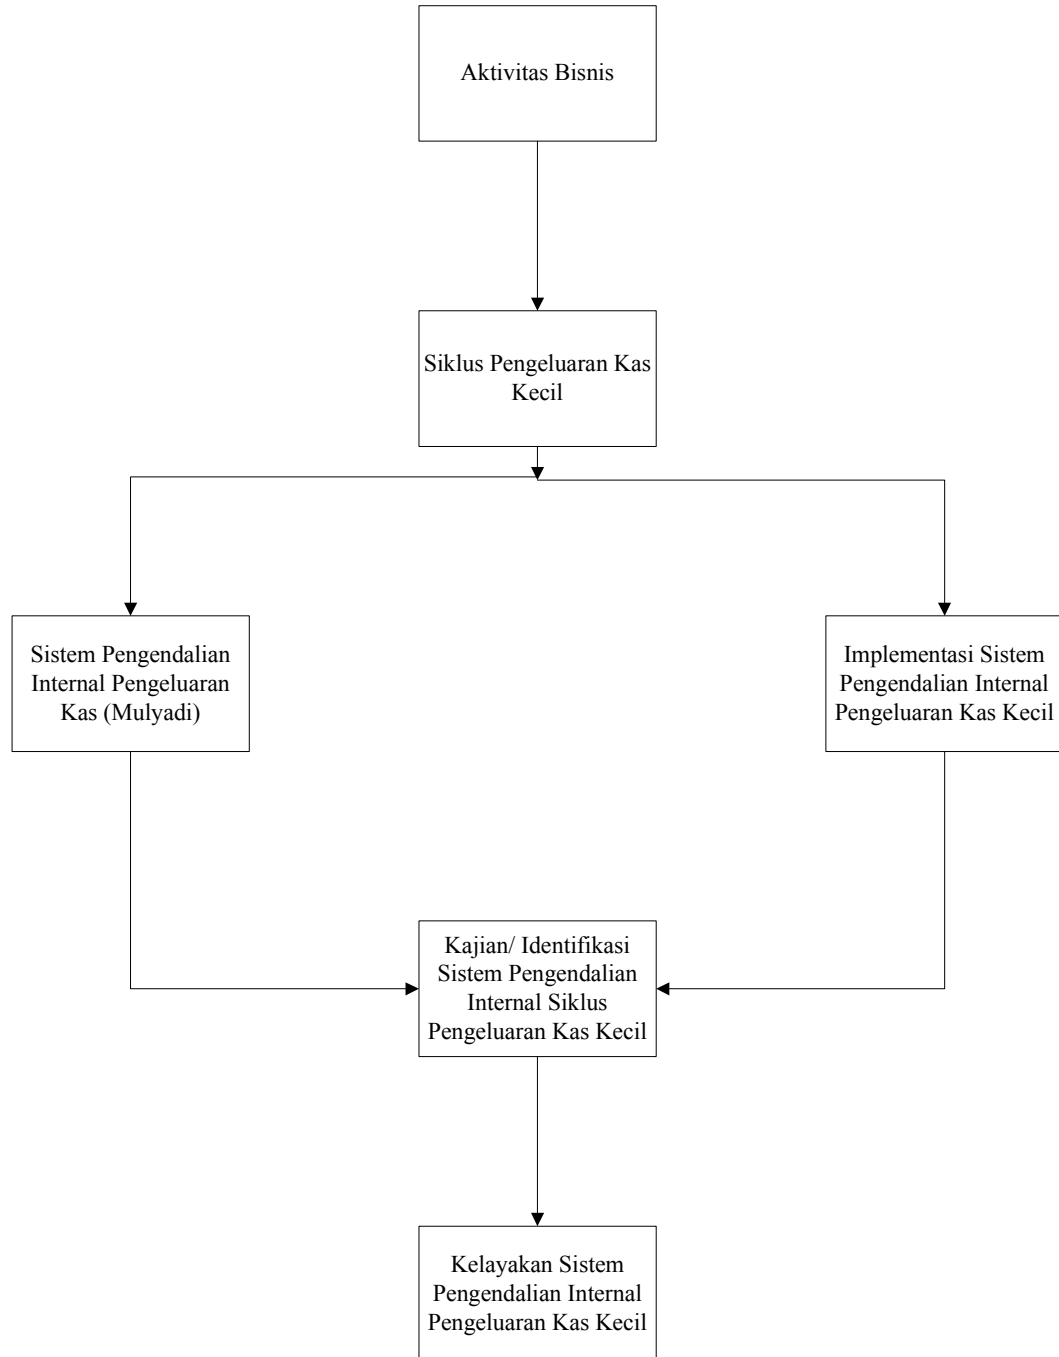 Aktivitas Bisnis
Siklus Pengeluaran Kas
Kecil
Sistem Pengendalian
Internal Pengeluaran
Kas (Mulyadi)
Implementasi Sistem
Pengendalian Internal
Pengeluaran Kas Kecil
Kajian/ Identifikasi
Sistem Pengendalian
Internal Siklus
Pengeluaran Kas Kecil
Kelayakan Sistem
Pengendalian Internal
Pengeluaran Kas Kecil